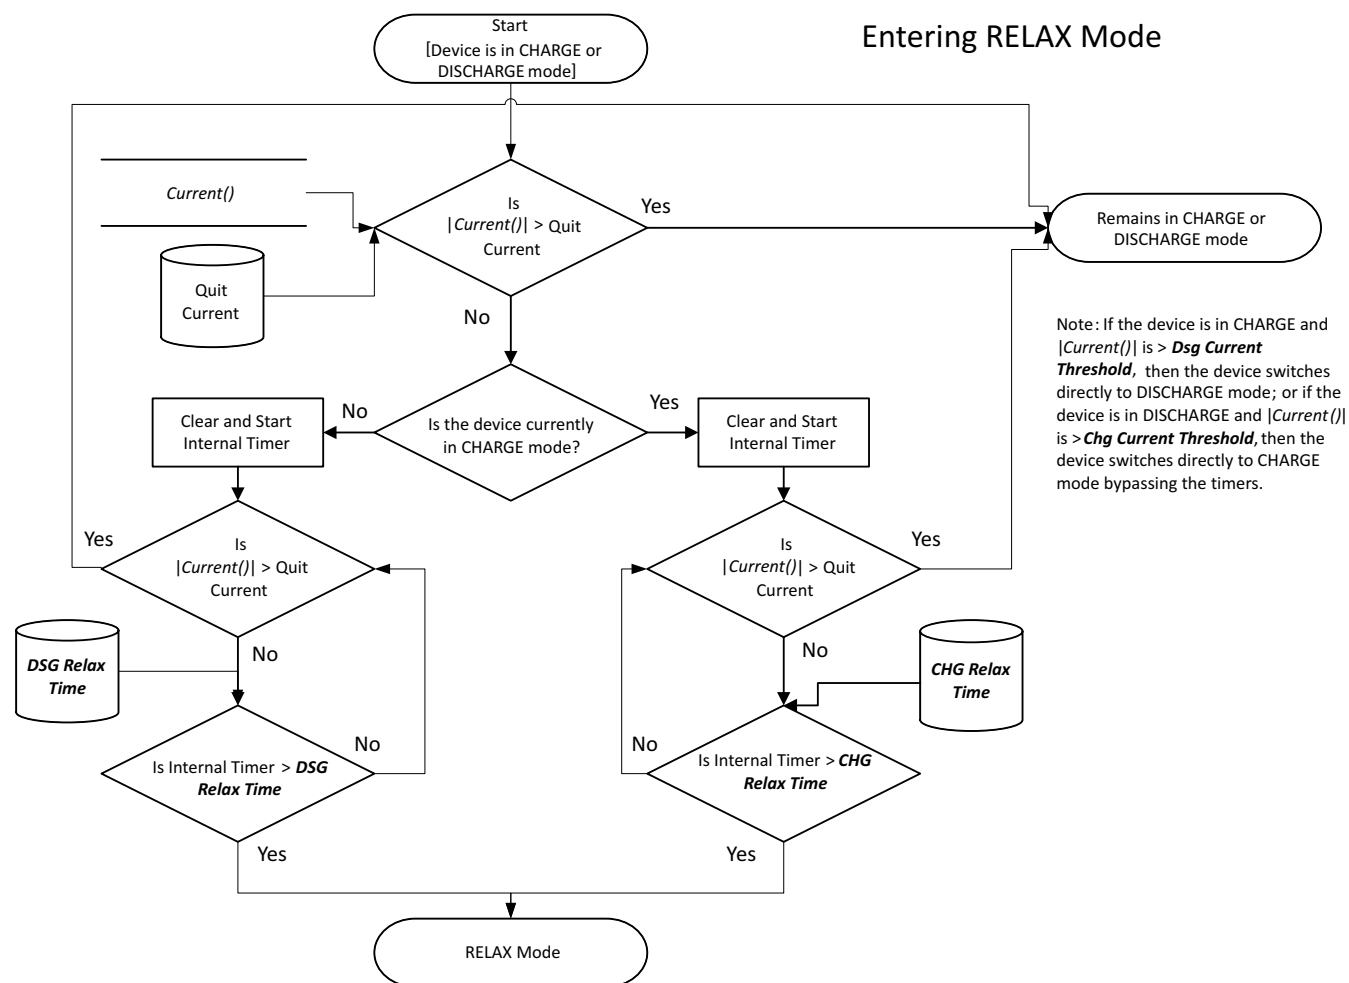 Start
[Device is in CHARGE or
DISCHARGE mode]
Entering RELAX Mode
Current()
Is
|Current()| > Quit
Current
Yes
Remains in CHARGE or
DISCHARGE mode
Quit
Current
No
Note: If the device is in CHARGE and
|Current()| is > Dsg Current
Threshold, then the device switches
directly to DISCHARGE mode; or if the
device is in DISCHARGE and |Current()|
is > Chg Current Threshold, then the
device switches directly to CHARGE
mode bypassing the timers.
Clear and Start
Internal Timer
No
Is the device currently
in CHARGE mode?
Yes
Clear and Start
Internal Timer
Yes
Is
|Current()| > Quit
Current
Is
|Current()| > Quit
Current
Yes
DSG Relax
Time
No
No
CHG Relax
Time
Is Internal Timer > DSG
Relax Time
No
No
Is Internal Timer > CHG
Relax Time
Yes
Yes
RELAX Mode